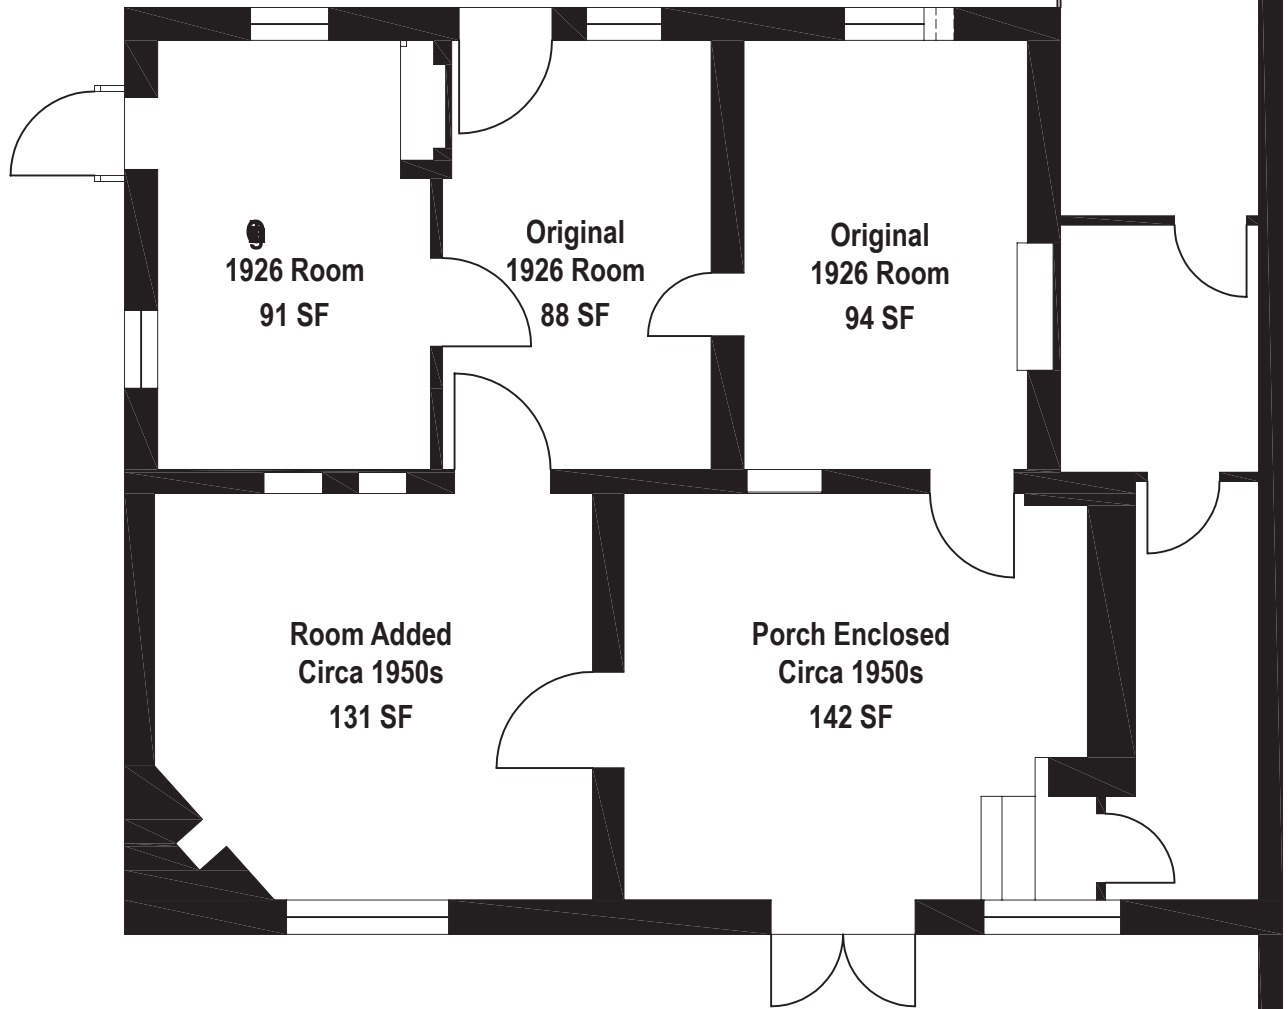 1926 Room
91 SF
Original
1926 Room
88 SF
Original
1926 Room
94 SF
Room Added
Circa 1950s
131 SF
Porch Enclosed
Circa 1950s
142 SF